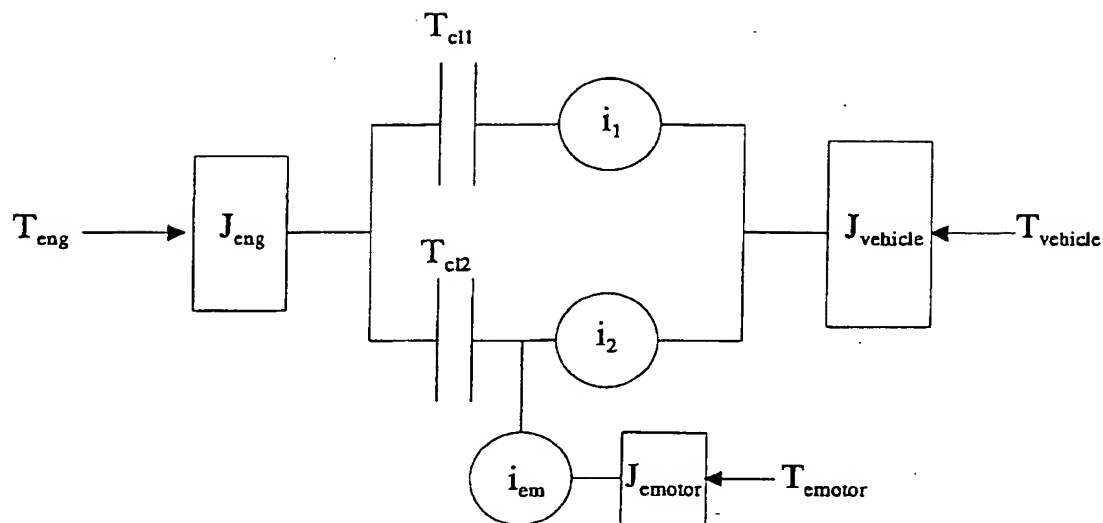 T_cl1
i_1
T_eng
J_eng
J_vehicle
T_vehicle
T_cl2
i_2
i_em
J_emotor
T_emotor